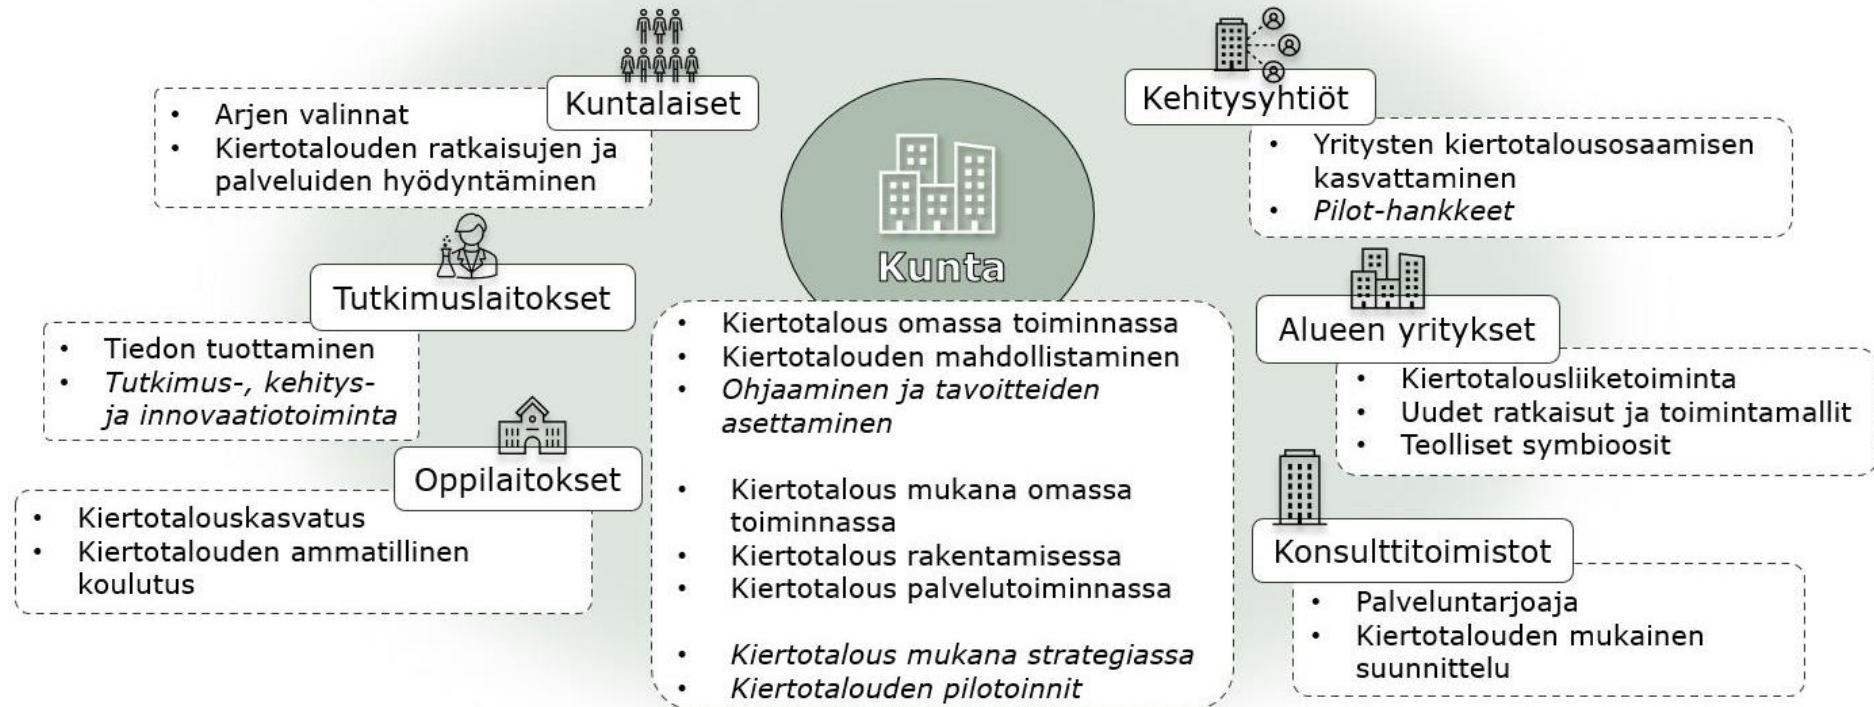 Kuntalaiset
• Arjen valinnat
• Kiertotalouden ratkaisujen ja
palveluiden hyödyntäminen
Tutkimuslaitokset
• Tiedon tuottaminen
• Tutkimus-, kehitys-
ja innovaatiotoiminta
Oppilaitokset
• Kiertotalouskasvatus
• Kiertotalouden ammatillinen
koulutus
Kunta
• Kiertotalous omassa toiminnassa
• Kiertotalouden mahdollistaminen
• Ohjaaminen ja tavoitteiden
asettaminen
• Kiertotalous mukana omassa
toiminnassa
• Kiertotalous rakentamisessa
• Kiertotalous palvelutoiminnassa
• Kiertotalous mukana strategiassa
• Kiertotalouden pilotoinnit
Kehitysyhtiöt
• Yritysten kiertotalousosaamisen
kasvattaminen
• Pilot-hankkeet
Alueen yritykset
• Kiertotalousliiketoiminta
• Uudet ratkaisut ja toimintamallit
• Teolliset symbioosit
Konsulttitoimistot
• Palveluntarjoaja
• Kiertotalouden mukainen
suunnittelu